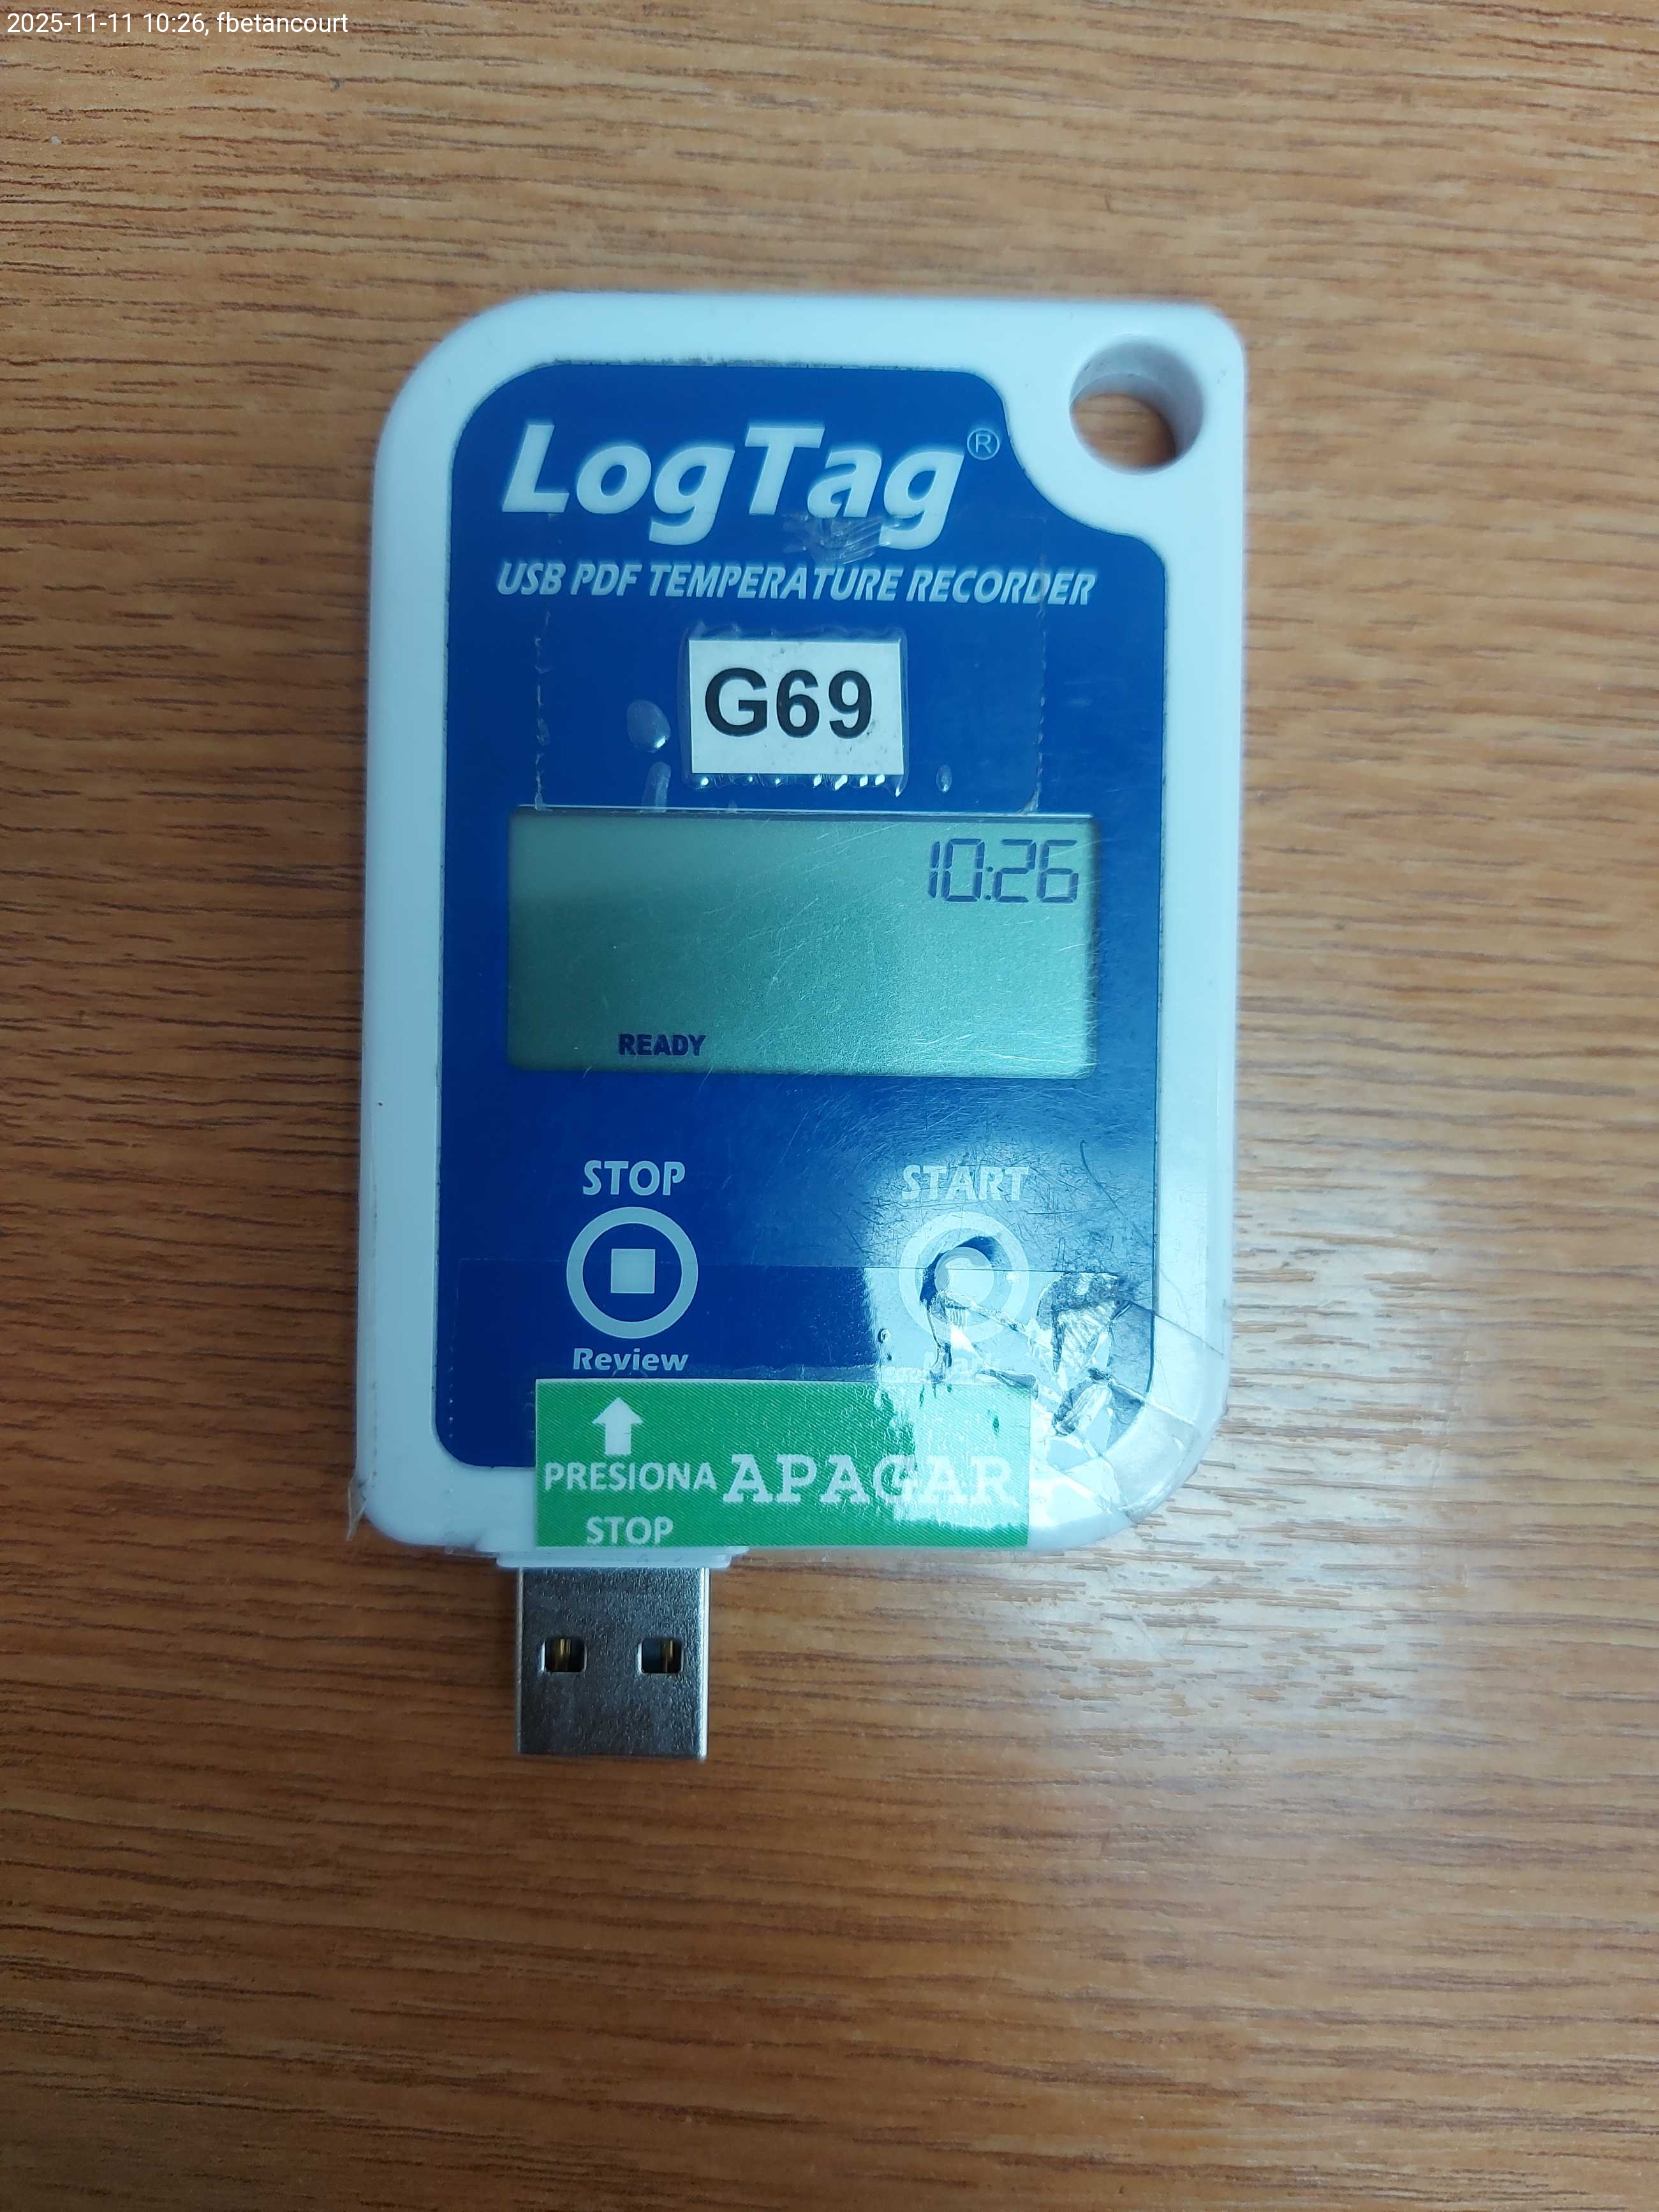 2025-11-11 10:26, fbetancourt
LogTag®
USB PDF TEMPERATURE RECORDER
G69
10:26
READY
STOP
START
Review
PRESIONA APAGAR
STOP